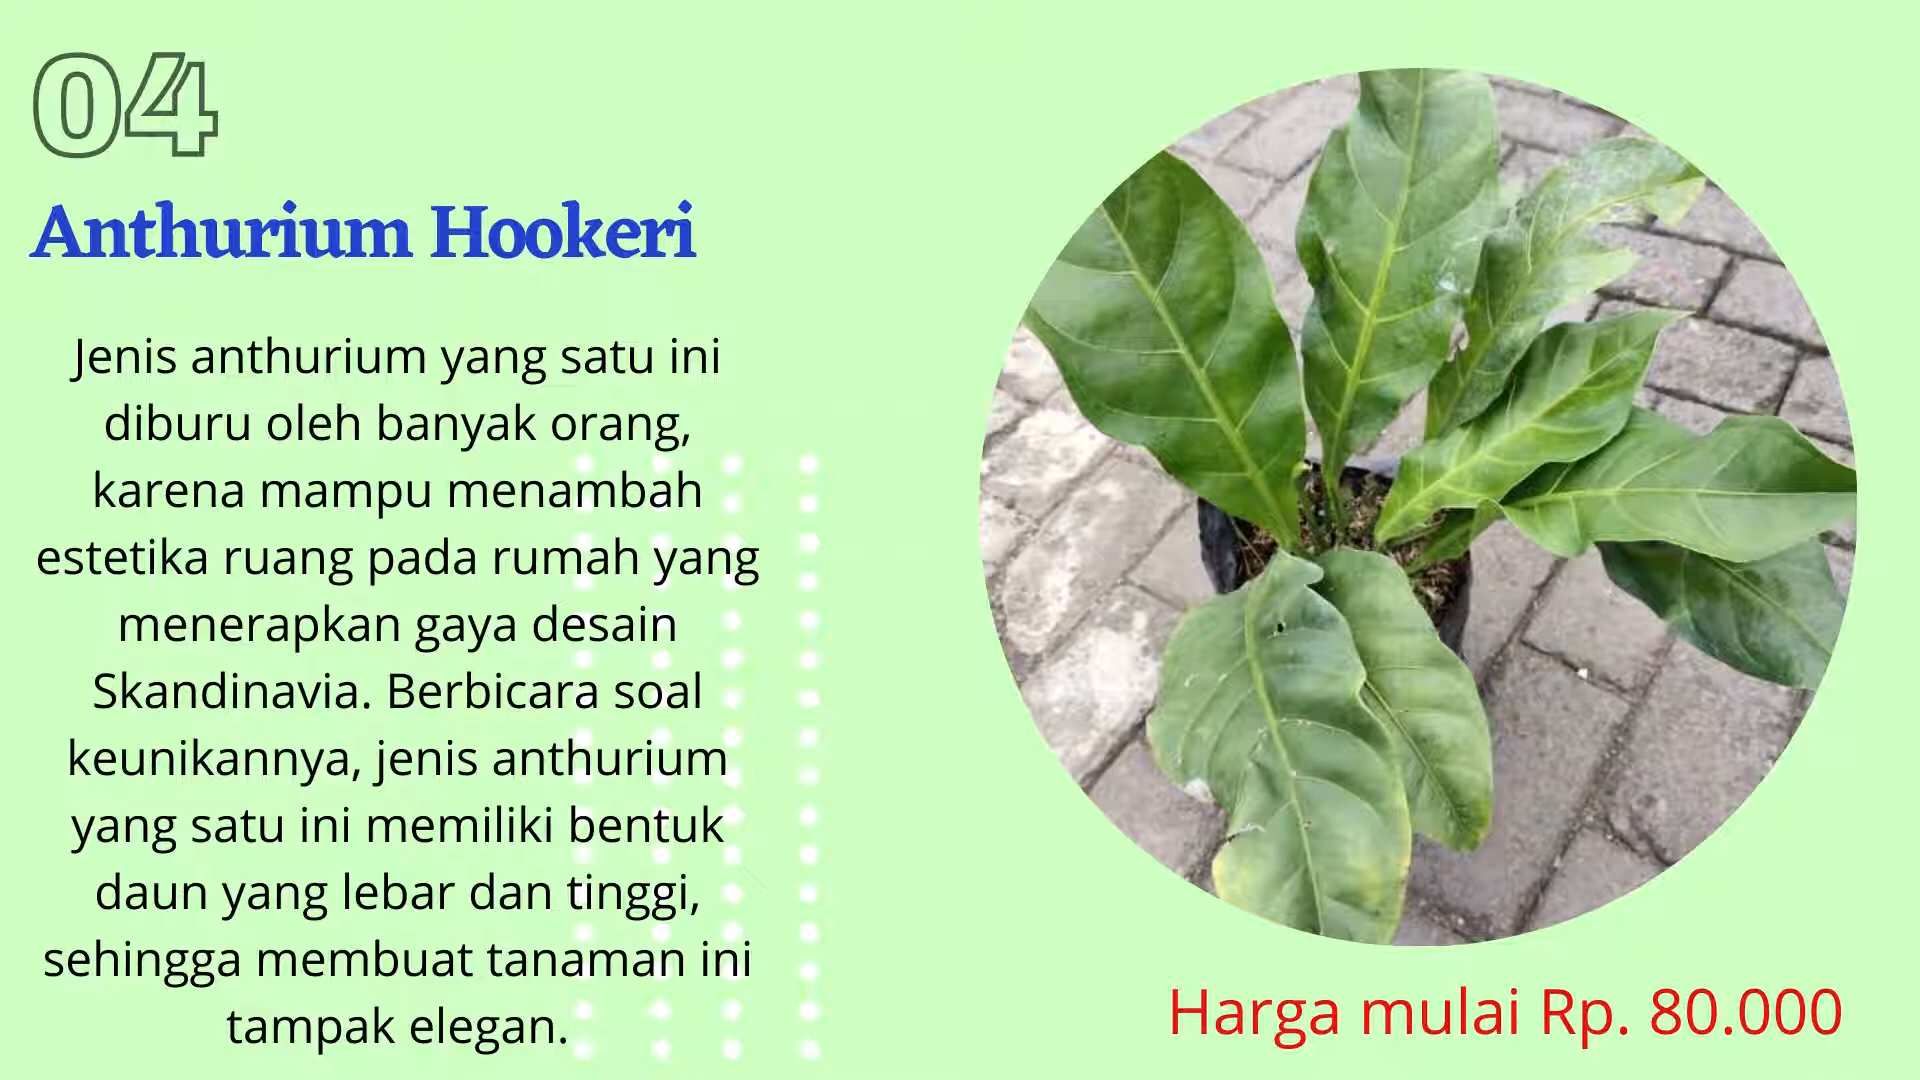 04
Anthurium Hookeri
Jenis anthurium yang satu ini
diburu oleh banyak orang,
karena mampu menambah
estetika ruang pada rumah yang
menerapkan gaya desain
Skandinavia. Berbicara soal
keunikannya, jenis anthurium
yang satu ini memiliki bentuk
daun yang lebar dan tinggi,
sehingga membuat tanaman ini
tampak elegan.
Harga mulai Rp. 80.000